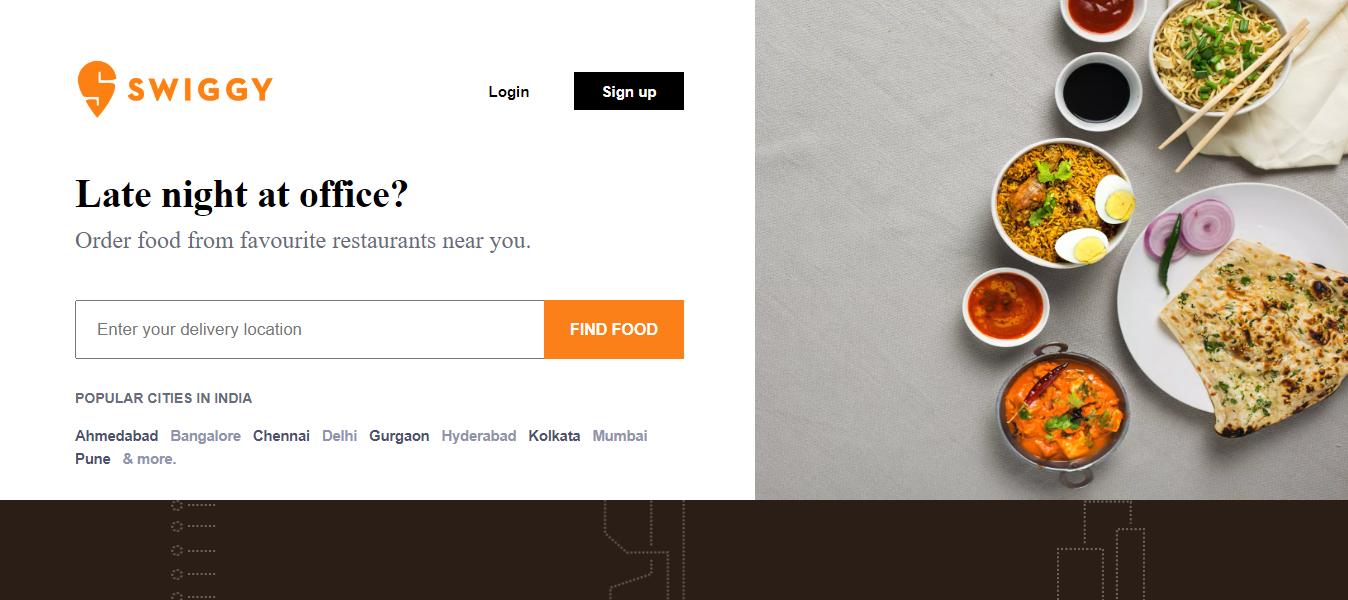 SWIGGY
Login
Sign up
Late night at office?
Order food from favourite restaurants near you.
Enter your delivery location
FIND FOOD
POPULAR CITIES IN INDIA
Ahmedabad Bangalore Chennai Delhi Gurgaon Hyderabad Kolkata Mumbai
Pune & more.